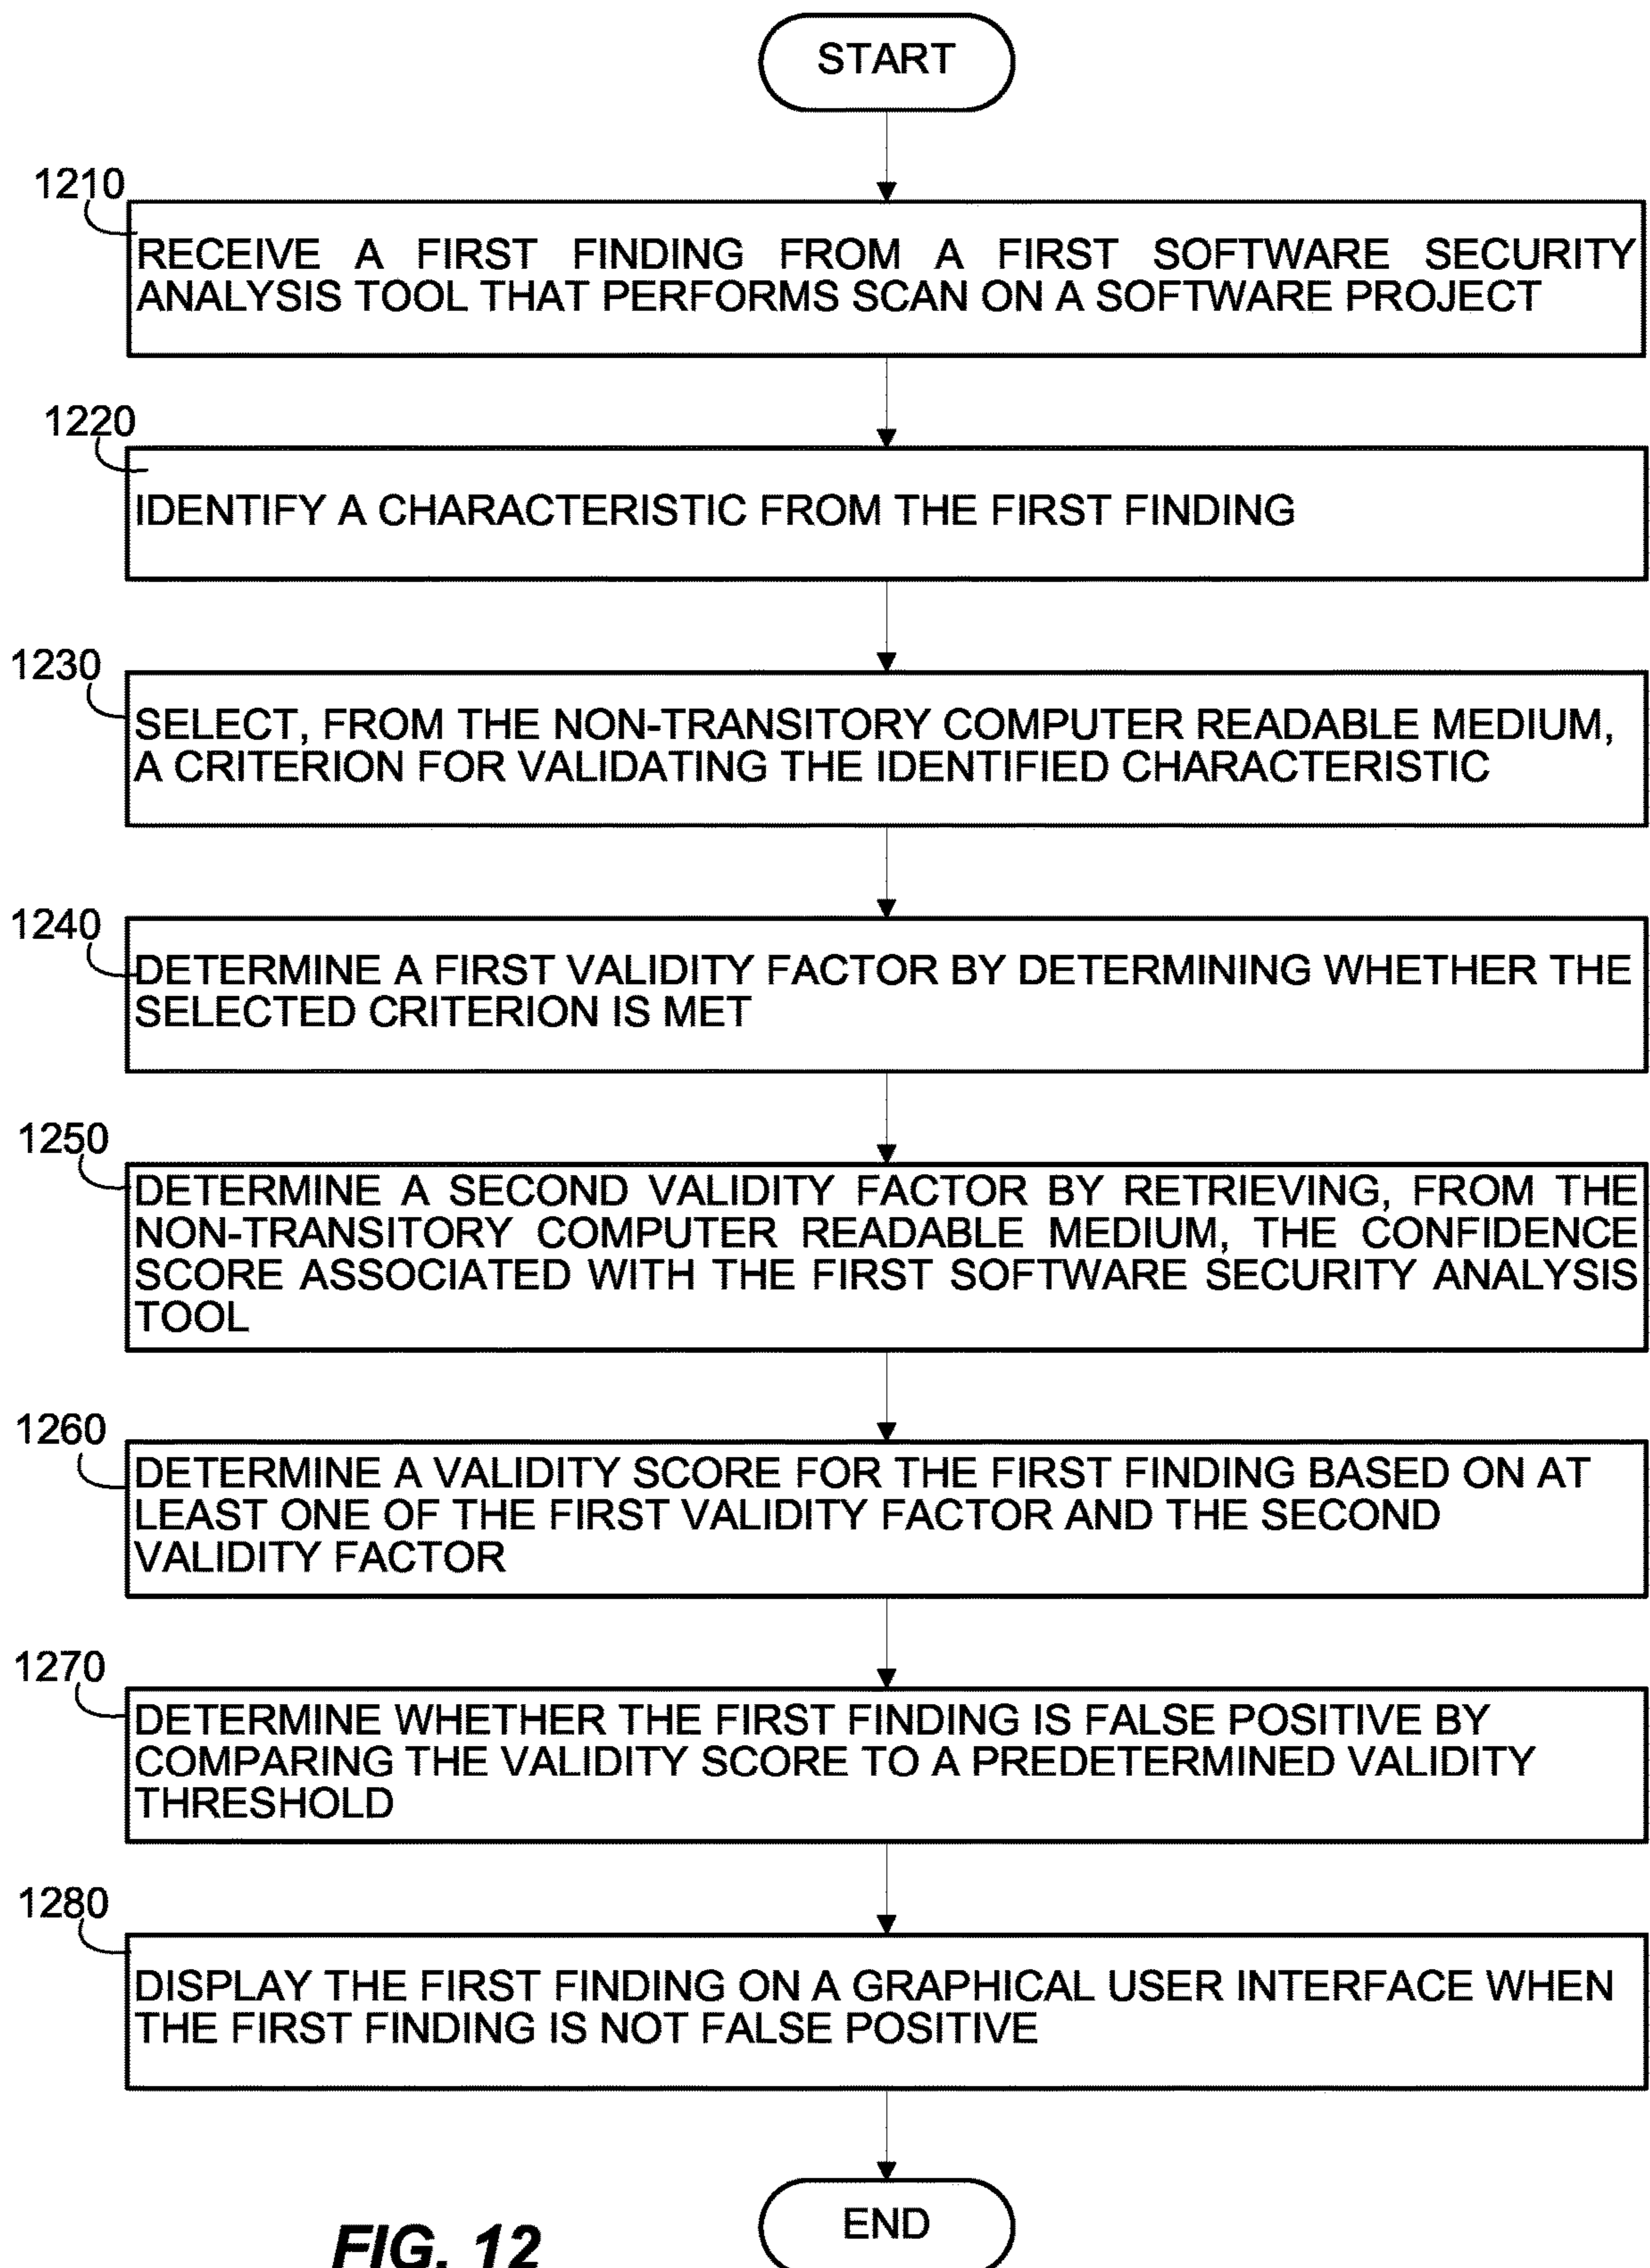 START
1210
RECEIVE A FIRST FINDING FROM A FIRST SOFTWARE SECURITY
ANALYSIS TOOL THAT PERFORMS SCAN ON A SOFTWARE PROJECT
1220
IDENTIFY A CHARACTERISTIC FROM THE FIRST FINDING
1230
SELECT, FROM THE NON-TRANSITORY COMPUTER READABLE MEDIUM,
A CRITERION FOR VALIDATING THE IDENTIFIED CHARACTERISTIC
1240
DETERMINE A FIRST VALIDITY FACTOR BY DETERMINING WHETHER THE
SELECTED CRITERION IS MET
1250
DETERMINE A SECOND VALIDITY FACTOR BY RETRIEVING, FROM THE
NON-TRANSITORY COMPUTER READABLE MEDIUM, THE CONFIDENCE
SCORE ASSOCIATED WITH THE FIRST SOFTWARE SECURITY ANALYSIS
TOOL
1260
DETERMINE A VALIDITY SCORE FOR THE FIRST FINDING BASED ON AT
LEAST ONE OF THE FIRST VALIDITY FACTOR AND THE SECOND
VALIDITY FACTOR
1270
DETERMINE WHETHER THE FIRST FINDING IS FALSE POSITIVE BY
COMPARING THE VALIDITY SCORE TO A PREDETERMINED VALIDITY
THRESHOLD
1280
DISPLAY THE FIRST FINDING ON A GRAPHICAL USER INTERFACE WHEN
THE FIRST FINDING IS NOT FALSE POSITIVE
END
FIG. 12